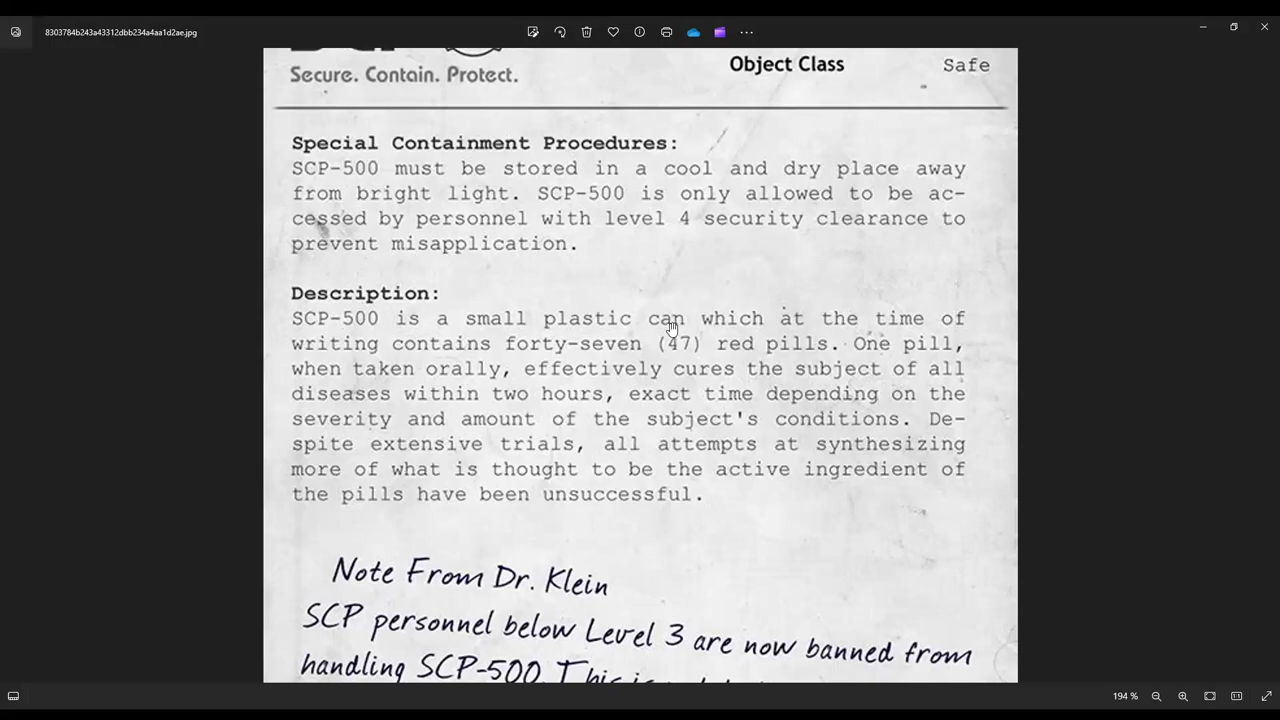 8303784b243a43312dbb234a4aa1d2ae.jpg
Secure. Contain. Protect.
Object Class Safe
Special Containment Procedures:
SCP-500 must be stored in a cool and dry place away
from bright light. SCP-500 is only allowed to be ac-
cessed by personnel with level 4 security clearance to
prevent misapplication.
Description:
SCP-500 is a small plastic can which at the time of
writing contains forty-seven (47) red pills. One pill,
when taken orally, effectively cures the subject of all
diseases within two hours, exact time depending on the
severity and amount of the subject's conditions. De-
spite extensive trials, all attempts at synthesizing
more of what is thought to be the active ingredient of
the pills have been unsuccessful.
Note From Dr. Klein
SCP personnel below Level 3 are now banned from
handling SCP-500. This is
194 %